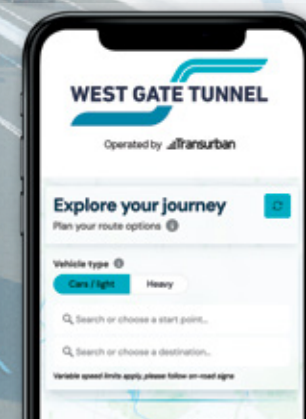 WEST GATE TUNNEL
Operated by Transurban
Explore your journey
Plan your route options
Vehicle type
Cars / light Heavy
Search or choose a start point...
Search or choose a destination...
Variable speed limits apply, please follow on-road signs